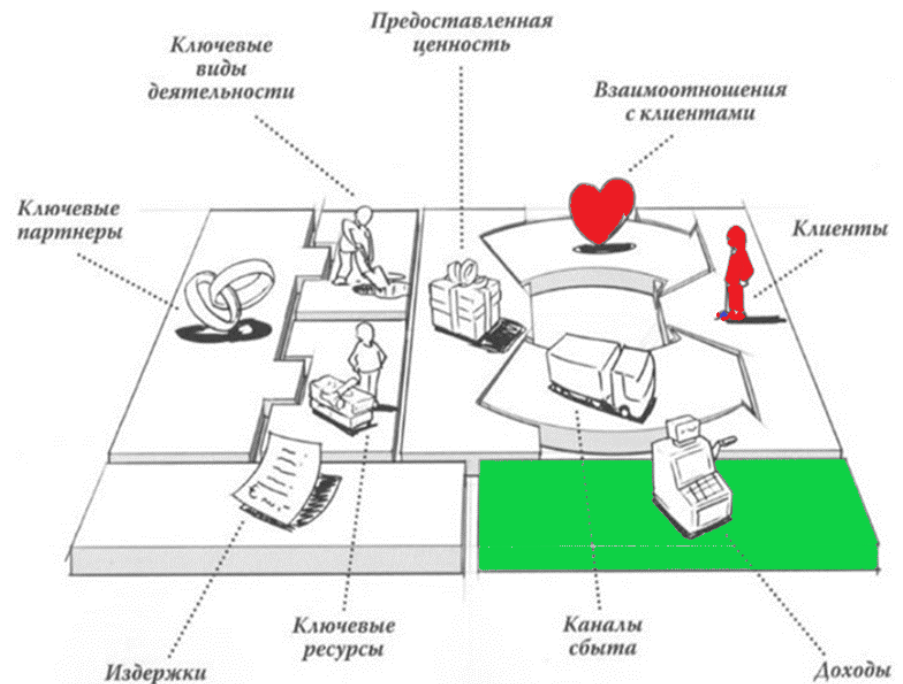 Предоставленная
ценность
Ключевые
виды
деятельности
Взаимоотношения
с клиентами
Ключевые
партнеры
Клиенты
Ключевые
ресурсы
Каналы
сбыта
Издержки
Доходы